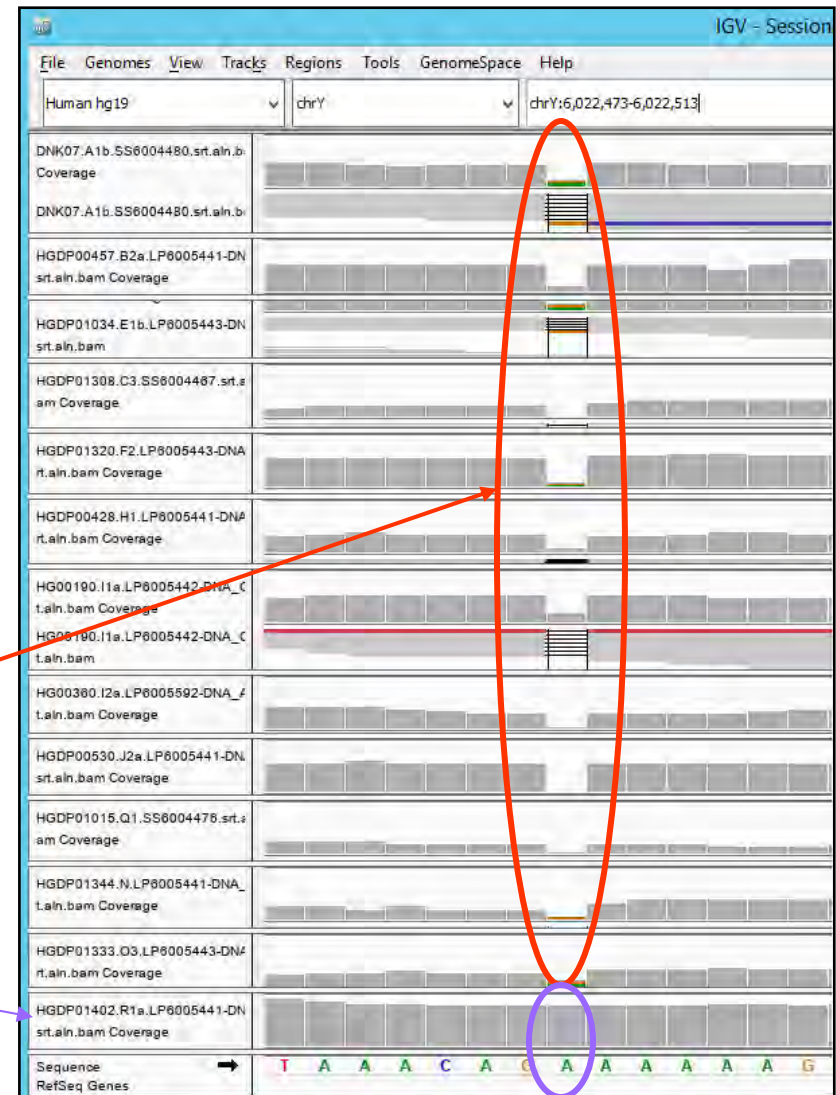 IGV - Session
File Genomes View Tracks Regions Tools GenomeSpace Help
Human hg19 chrY chrY:6,022,473-6,022,513
DNK07.A1b.SS6004480.srt.aln.b
Coverage
DNK07.A1b.SS6004480.srt.aln.b
HGDP00457.B2a.LP6005441-DN
srt.aln.bam Coverage
HGDP01034.E1b.LP6005443-DN
srt.aln.bam
HGDP01308.C3.SS6004467.srt.a
am Coverage
HGDP01320.F2.LP6005443-DNA
rt.aln.bam Coverage
HGDP00428.H1.LP6005441-DNA
rt.aln.bam Coverage
HG00190.I1a.LP6005442-DNA_C
t.aln.bam Coverage
HG00190.I1a.LP6005442-DNA_C
t.aln.bam
HG00360.I2a.LP6005592-DNA_A
t.aln.bam Coverage
HGDP00530.J2a.LP6005441-DN
srt.aln.bam Coverage
HGDP01015.Q1.SS6004476.srt.a
am Coverage
HGDP01344.N.LP6005441-DNA_
t.aln.bam Coverage
HGDP01333.O3.LP6005443-DNA
rt.aln.bam Coverage
HGDP01402.R1a.LP6005441-DN
srt.aln.bam Coverage
Sequence T A A A C A G A A A A A A G
RefSeq Genes